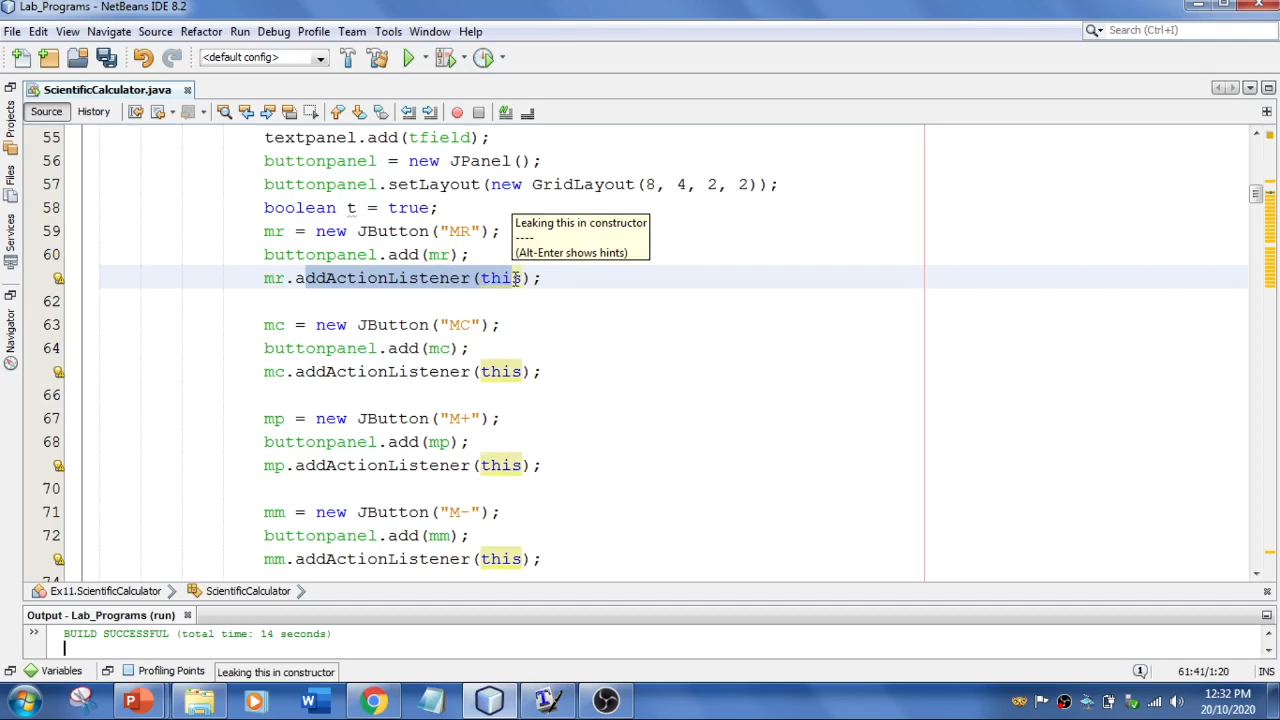 Lab_Programs - NetBeans IDE 8.2
File Edit View Navigate Source Refactor Run Debug Profile Team Tools Window Help
Search (Ctrl+I)
<default config>
ScientificCalculator.java
Source History
Projects
Files
Services
Navigator
55 textpanel.add(tfield);
56 buttonpanel = new JPanel();
57 buttonpanel.setLayout(new GridLayout(8, 4, 2, 2));
58 boolean t = true;
59 mr = new JButton("MR");
60 buttonpanel.add(mr);
mr.addActionListener(this);
Leaking this in constructor
----
(Alt-Enter shows hints)
62
63 mc = new JButton("MC");
64 buttonpanel.add(mc);
mc.addActionListener(this);
66
67 mp = new JButton("M+");
68 buttonpanel.add(mp);
mp.addActionListener(this);
70
71 mm = new JButton("M-");
72 buttonpanel.add(mm);
mm.addActionListener(this);
74
Ex11.ScientificCalculator ScientificCalculator
Output - Lab_Programs (run)
BUILD SUCCESSFUL (total time: 14 seconds)
Variables Profiling Points Leaking this in constructor 1 61:41/1:20 INS
12:32 PM
20/10/2020